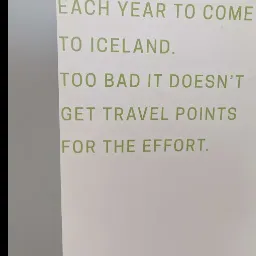 EACH YEAR TO COME
TO ICELAND.
TOO BAD IT DOESN'T
GET TRAVEL POINTS
FOR THE EFFORT.